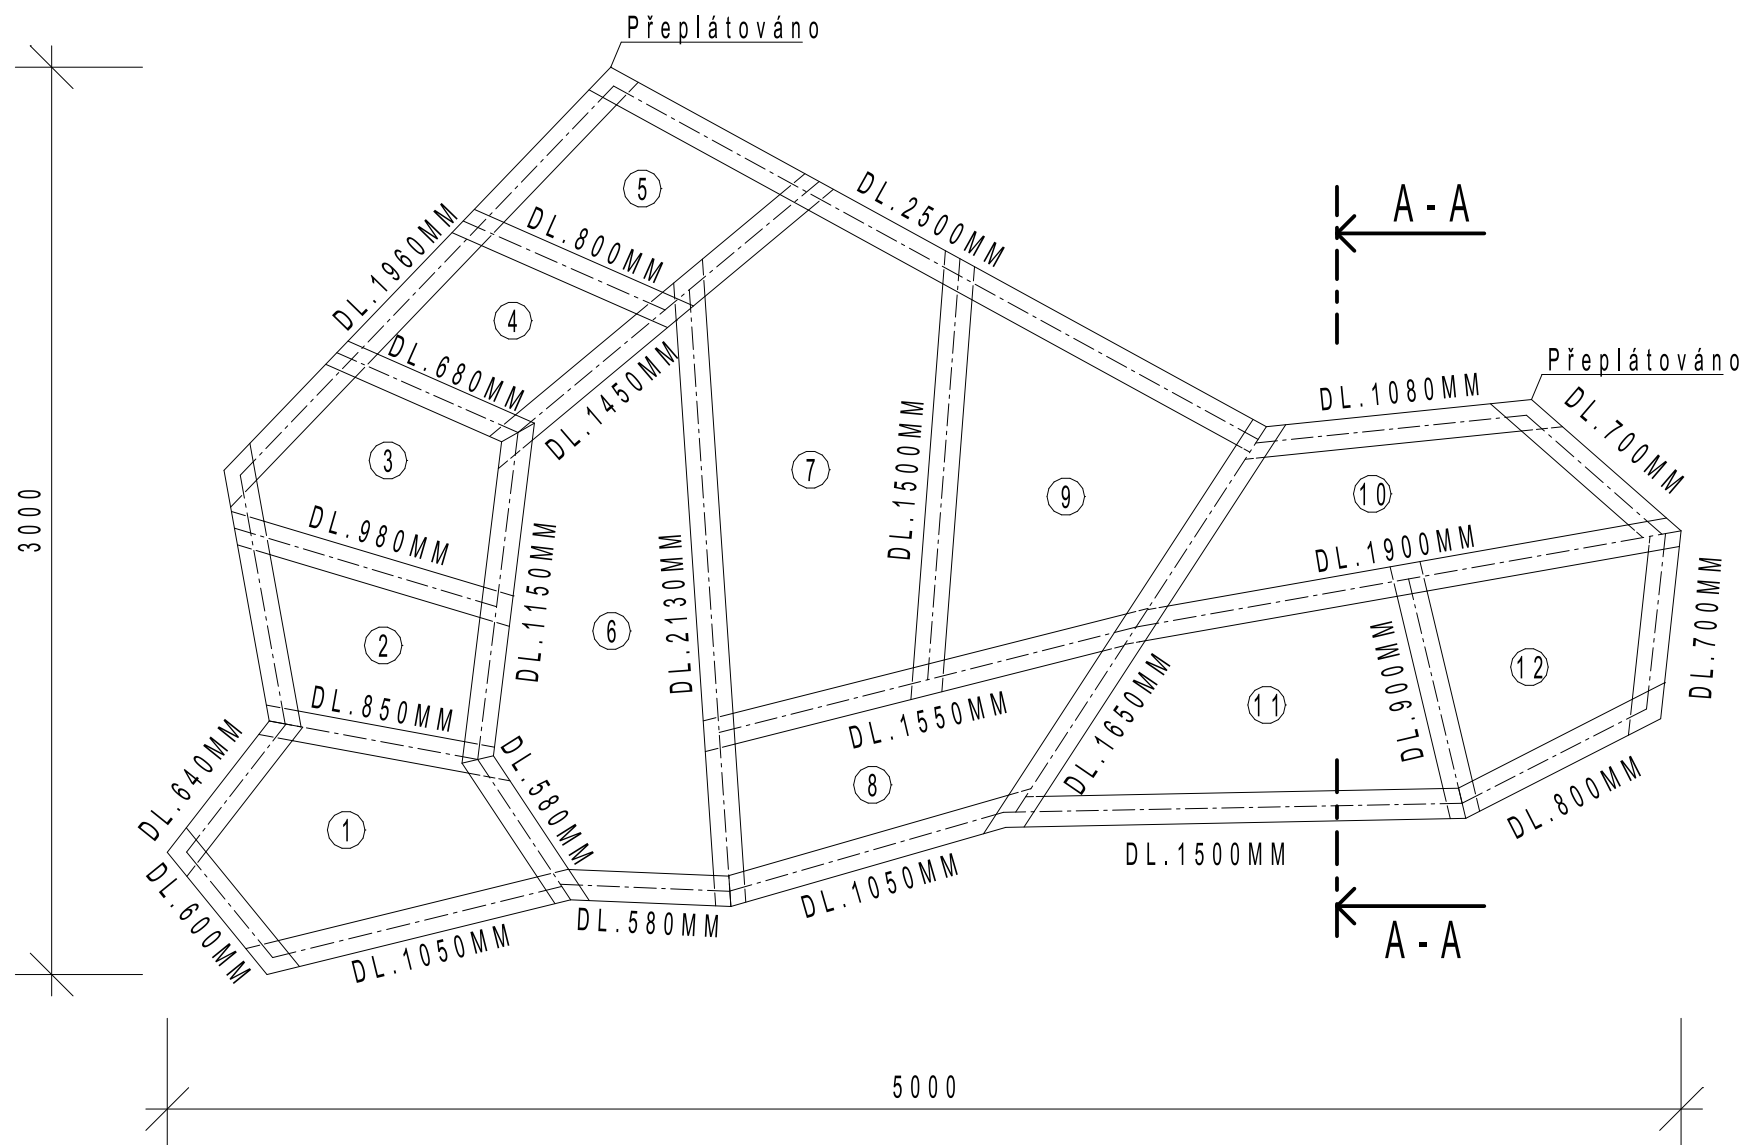 Přeplátováno
5
DL.2500MM
A - A
DL.1960MM
DL.800MM
4
DL.680MM
DL.1450MM
Přeplátováno
DL.1080MM
DL.700MM
3
7
DL.1500MM
9
10
3000
DL.980MM
DL.1150MM
DL.2130MM
DL.1900MM
DL.700MM
2
6
DL.900MM
12
DL.850MM
11
DL.1550MM
DL.1650MM
DL.640MM
DL.580MM
8
1
DL.800MM
DL.1500MM
DL.600MM
DL.1050MM
DL.580MM
DL.1050MM
A - A
5000